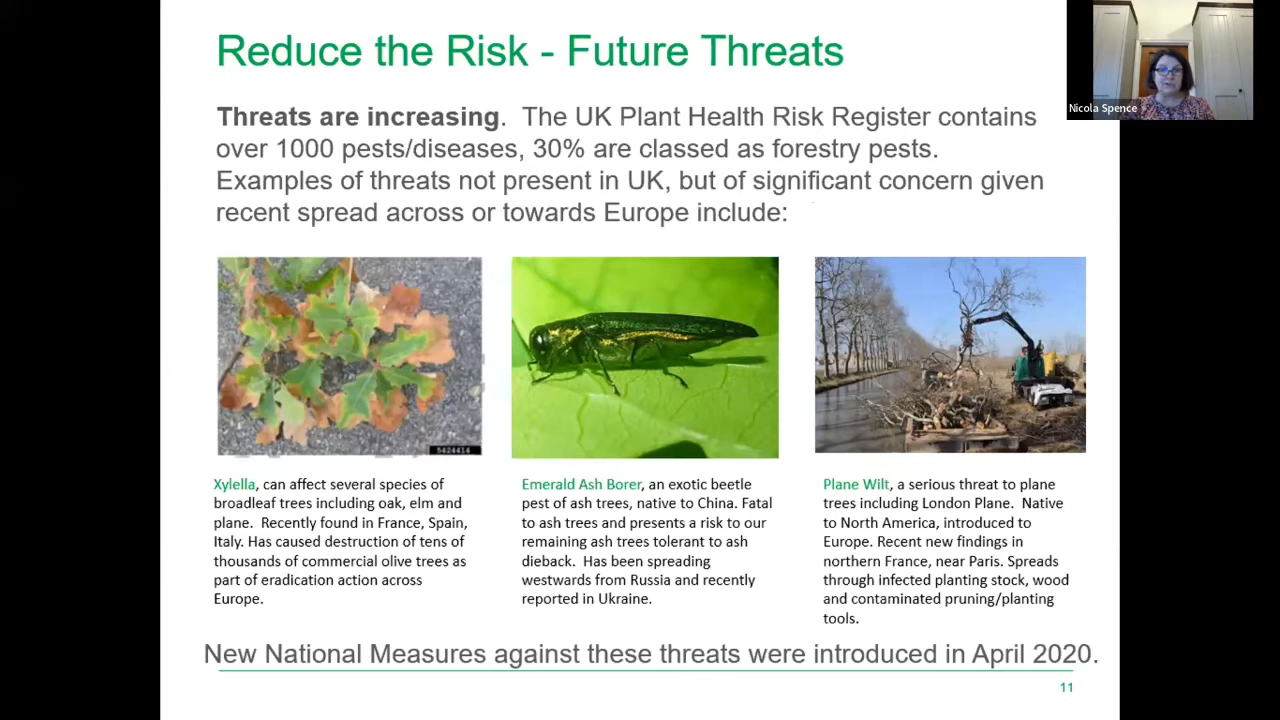 Reduce the Risk - Future Threats
Nicola Spence
Threats are increasing. The UK Plant Health Risk Register contains
over 1000 pests/diseases, 30% are classed as forestry pests.
Examples of threats not present in UK, but of significant concern given
recent spread across or towards Europe include:
5424414
Xylella, can affect several species of
broadleaf trees including oak, elm and
plane. Recently found in France, Spain,
Italy. Has caused destruction of tens of
thousands of commercial olive trees as
part of eradication action across
Europe.
Emerald Ash Borer, an exotic beetle
pest of ash trees, native to China. Fatal
to ash trees and presents a risk to our
remaining ash trees tolerant to ash
dieback. Has been spreading
westwards from Russia and recently
reported in Ukraine.
Plane Wilt, a serious threat to plane
trees including London Plane. Native
to North America, introduced to
Europe. Recent new findings in
northern France, near Paris. Spreads
through infected planting stock, wood
and contaminated pruning/planting
tools.
New National Measures against these threats were introduced in April 2020.
11